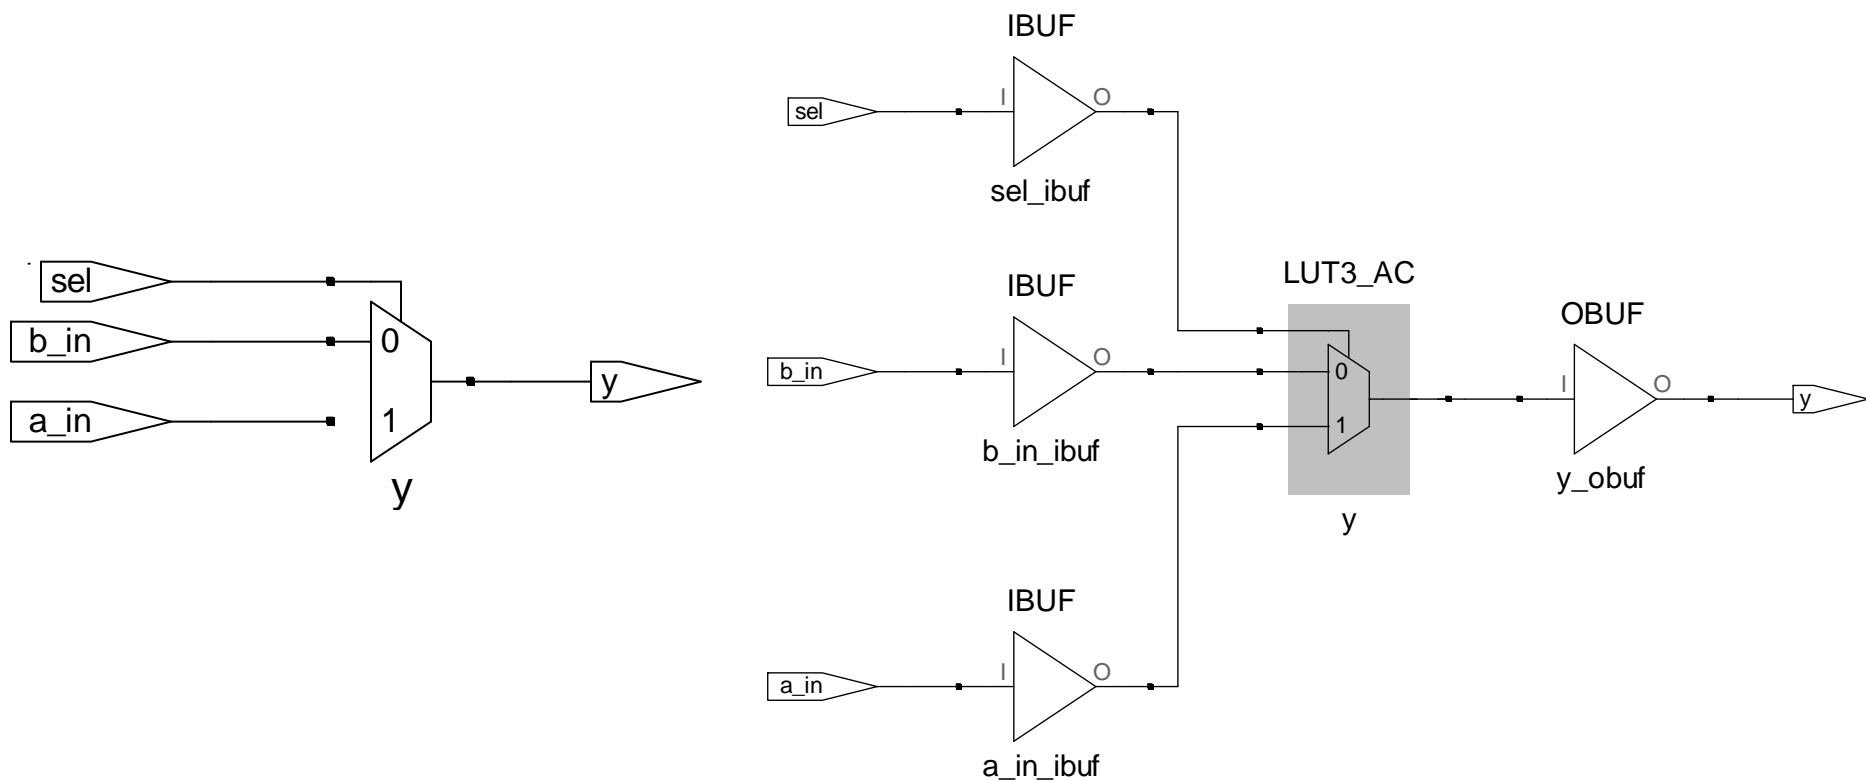 sel
b_in
0
a_in
1
y
y
IBUF
sel
I
O
sel_ibuf
IBUF
b_in
I
O
b_in_ibuf
IBUF
a_in
I
O
a_in_ibuf
LUT3_AC
0
1
y
OBUF
I
O
y_obuf
y